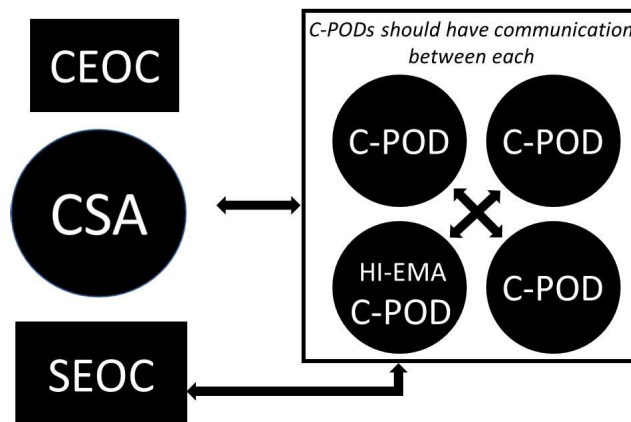 CEOC
CSA
SEOC
C-PODs should have communication
between each
C-POD
C-POD
HI-EMA
C-POD
C-POD